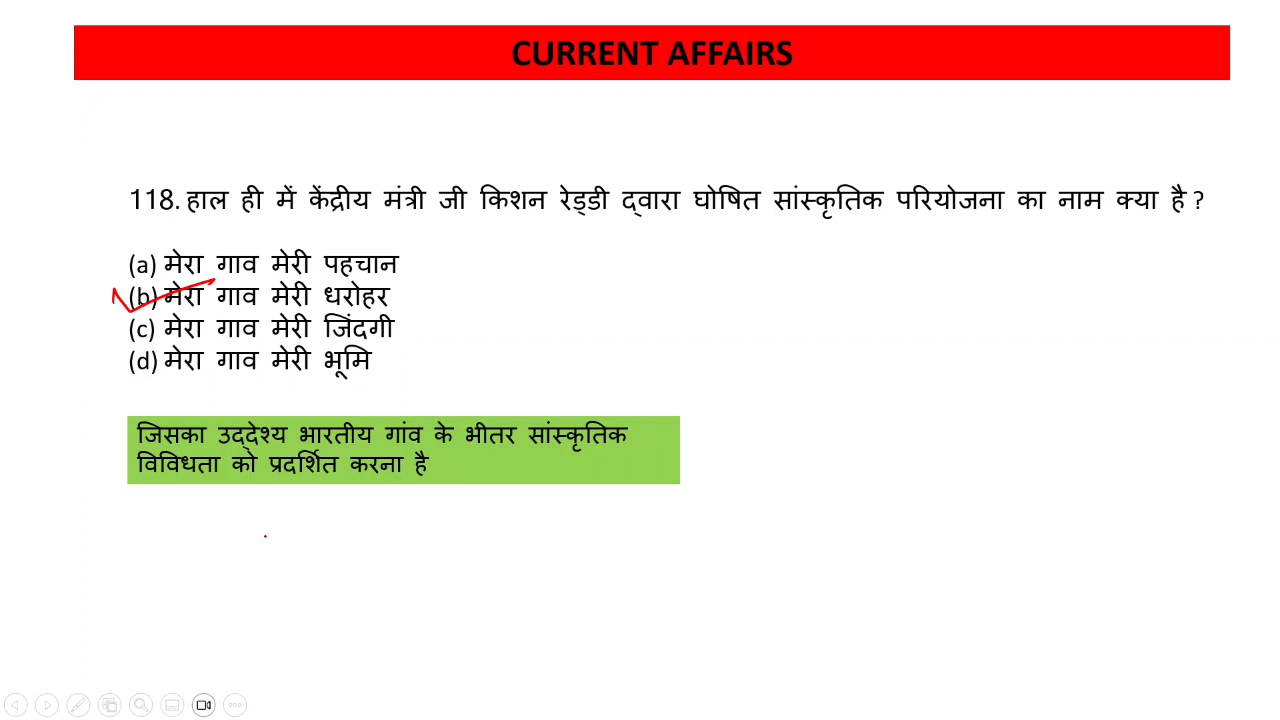 CURRENT AFFAIRS
118. हाल ही में केंद्रीय मंत्री जी किशन रेड्डी द्वारा घोषित सांस्कृतिक परियोजना का नाम क्या है ?
(a) मेरा गाव मेरी पहचान
(b) मेरा गाव मेरी धरोहर
(c) मेरा गाव मेरी जिंदगी
(d) मेरा गाव मेरी भूमि
जिसका उद्देश्य भारतीय गांव के भीतर सांस्कृतिक
विविधता को प्रदर्शित करना है